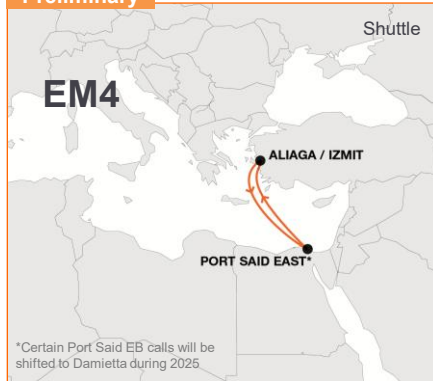 Preliminary
Shuttle
EM4
ALIAGA / IZMIT
PORT SAID EAST*
*Certain Port Said EB calls will be
shifted to Damietta during 2025